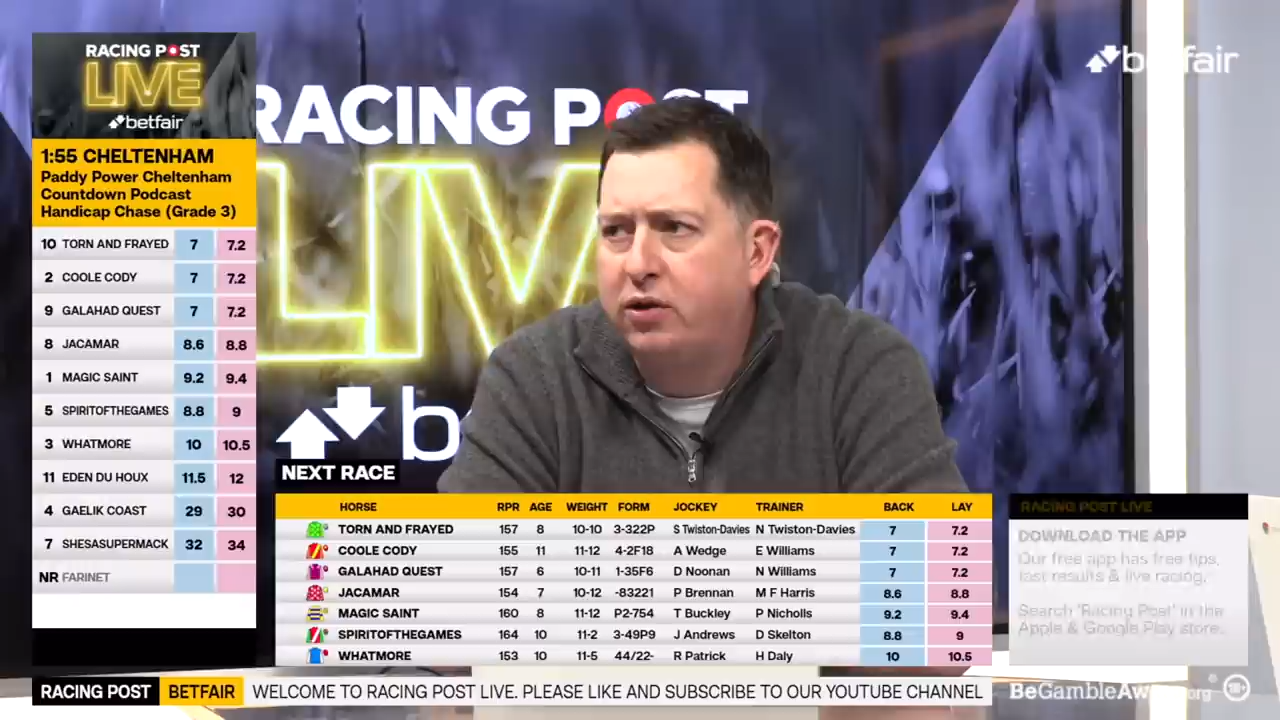 RACING POST
LIVE
betfair
1:55 CHELTENHAM
Paddy Power Cheltenham
Countdown Podcast
Handicap Chase (Grade 3)
10 TORN AND FRAYED 7 7.2
2 COOLE CODY 7 7.2
9 GALAHAD QUEST 7 7.2
8 JACAMAR 8.6 8.8
1 MAGIC SAINT 9.2 9.4
5 SPIRITOFTHEGAMES 8.8 9
3 WHATMORE 10 10.5
11 EDEN DU HOUX 11.5 12
4 GAELIK COAST 29 30
7 SHESASUPERMACK 32 34
NR FARINET
RACING POST
LIV
b
betfair
NEXT RACE
HORSE RPR AGE WEIGHT FORM JOCKEY TRAINER BACK LAY
TORN AND FRAYED 157 8 10-10 3-322P S Twiston-Davies N Twiston-Davies 7 7.2
COOLE CODY 155 11 11-12 4-2F18 A Wedge E Williams 7 7.2
GALAHAD QUEST 157 6 10-11 1-35F6 D Noonan N Williams 7 7.2
JACAMAR 154 7 10-12 -83221 P Brennan M F Harris 8.6 8.8
MAGIC SAINT 160 8 11-12 P2-754 T Buckley P Nicholls 9.2 9.4
SPIRITOFTHEGAMES 164 10 11-2 3-49P9 J Andrews D Skelton 8.8 9
WHATMORE 153 10 11-5 44/22- R Patrick H Daly 10 10.5
RACING POST LIVE
DOWNLOAD THE APP
Our free app has free tips,
fast results & live racing.
Search 'Racing Post' in the
Apple & Google Play store.
RACING POST BETFAIR WELCOME TO RACING POST LIVE. PLEASE LIKE AND SUBSCRIBE TO OUR YOUTUBE CHANNEL
BeGambleAware.org 18+